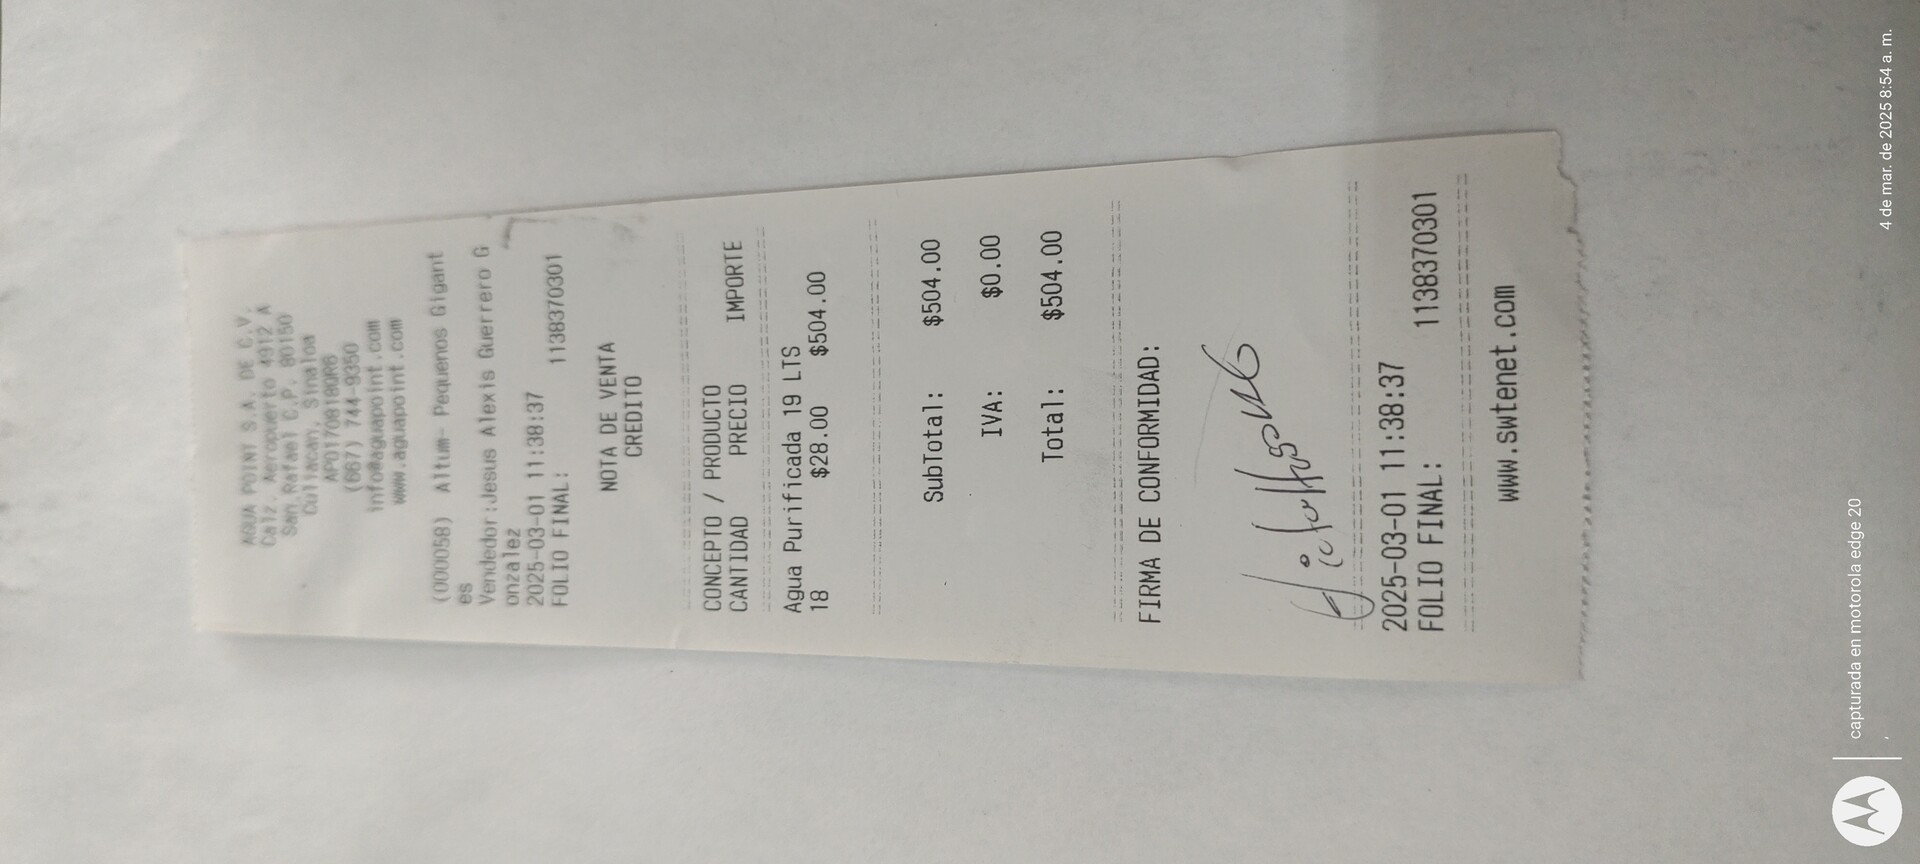 AGUA POINT S.A. DE C.V.
Calz. Aeropuerto 4912 A
San Rafael C.P. 80150
Culiacan, Sinaloa
(667) 744-9350
info@aguapoint.com
www.aguapoint.com
(000058) Altum- Pequenos Gigant
es
Vendedor:Jesus Alexis Guerrero G
onzalez
2025-03-01 11:38:37
FOLIO FINAL: 1138370301
NOTA DE VENTA
CREDITO
CONCEPTO / PRODUCTO
CANTIDAD PRECIO IMPORTE
Agua Purificada 19 LTS
18 $28.00 $504.00
SubTotal: $504.00
IVA: $0.00
Total: $504.00
FIRMA DE CONFORMIDAD:
2025-03-01 11:38:37
FOLIO FINAL: 1138370301
www.swtenet.com
capturada en motorola edge 20
4 de mar. de 2025 8:54 a. m.